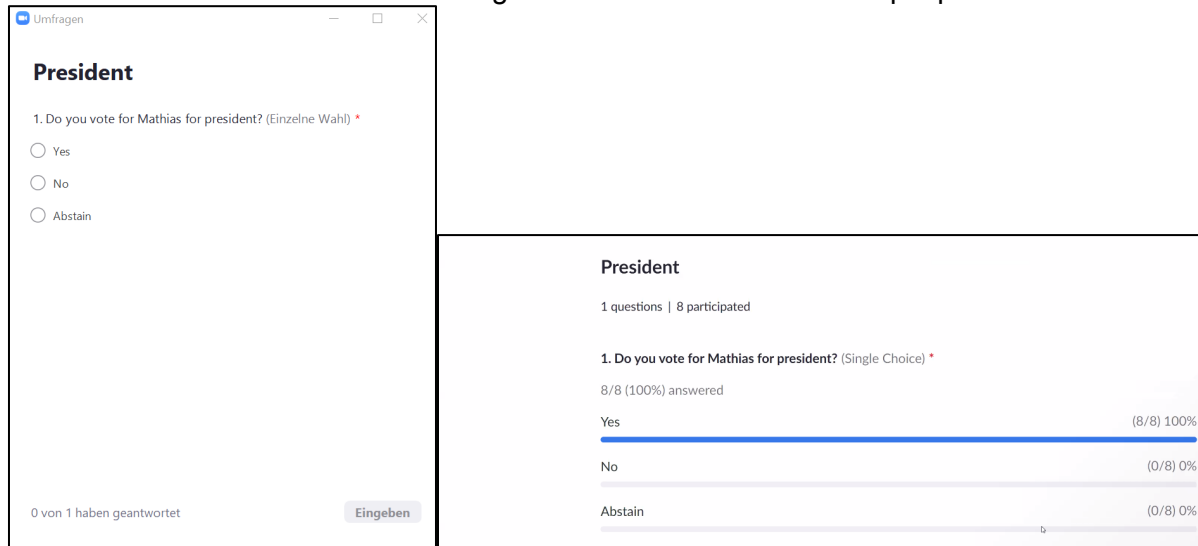 Umfragen
President
1. Do you vote for Mathias for president? (Einzelne Wahl) *
Yes
No
Abstain
0 von 1 haben geantwortet
Eingeben
President
1 questions | 8 participated
1. Do you vote for Mathias for president? (Single Choice) *
8/8 (100%) answered
Yes (8/8) 100%
No (0/8) 0%
Abstain (0/8) 0%